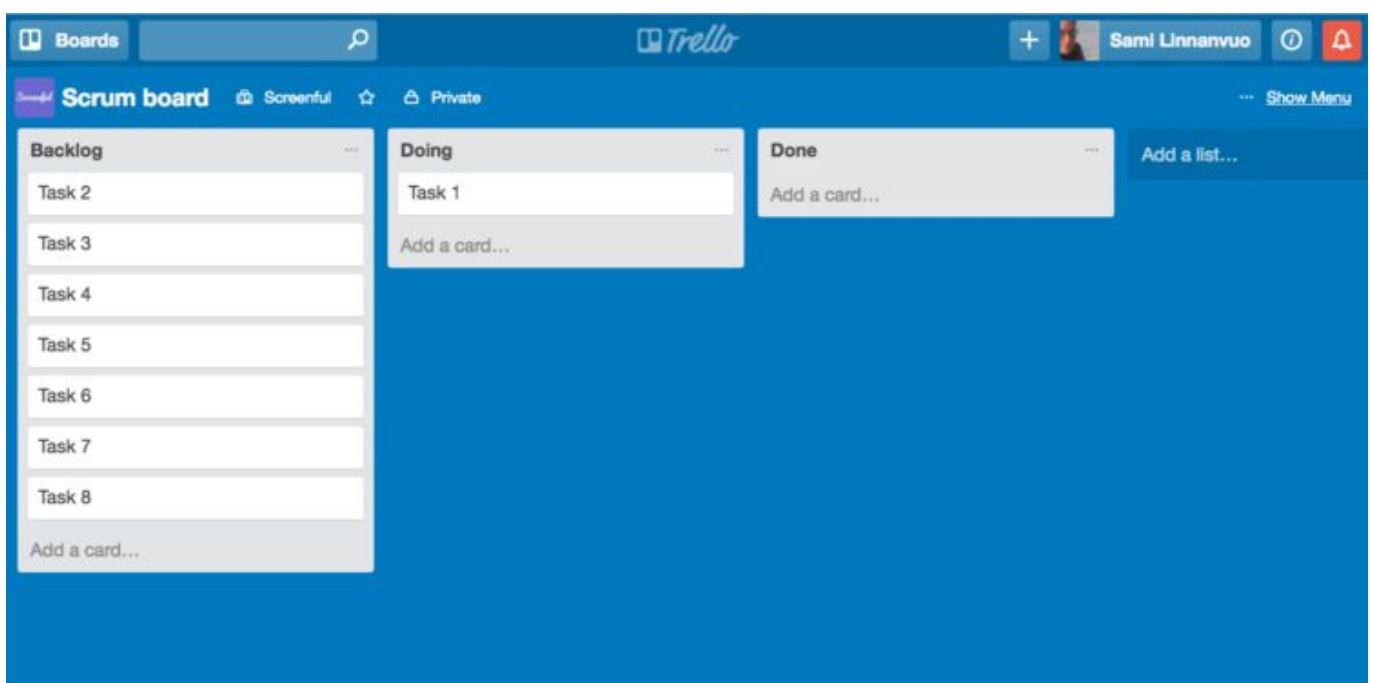 Boards
Trello
Sami Linnanvuo
Scrum board
Screenful
Private
··· Show Menu
Backlog ···
Task 2
Task 3
Task 4
Task 5
Task 6
Task 7
Task 8
Add a card...
Doing ···
Task 1
Add a card...
Done ···
Add a card...
Add a list...